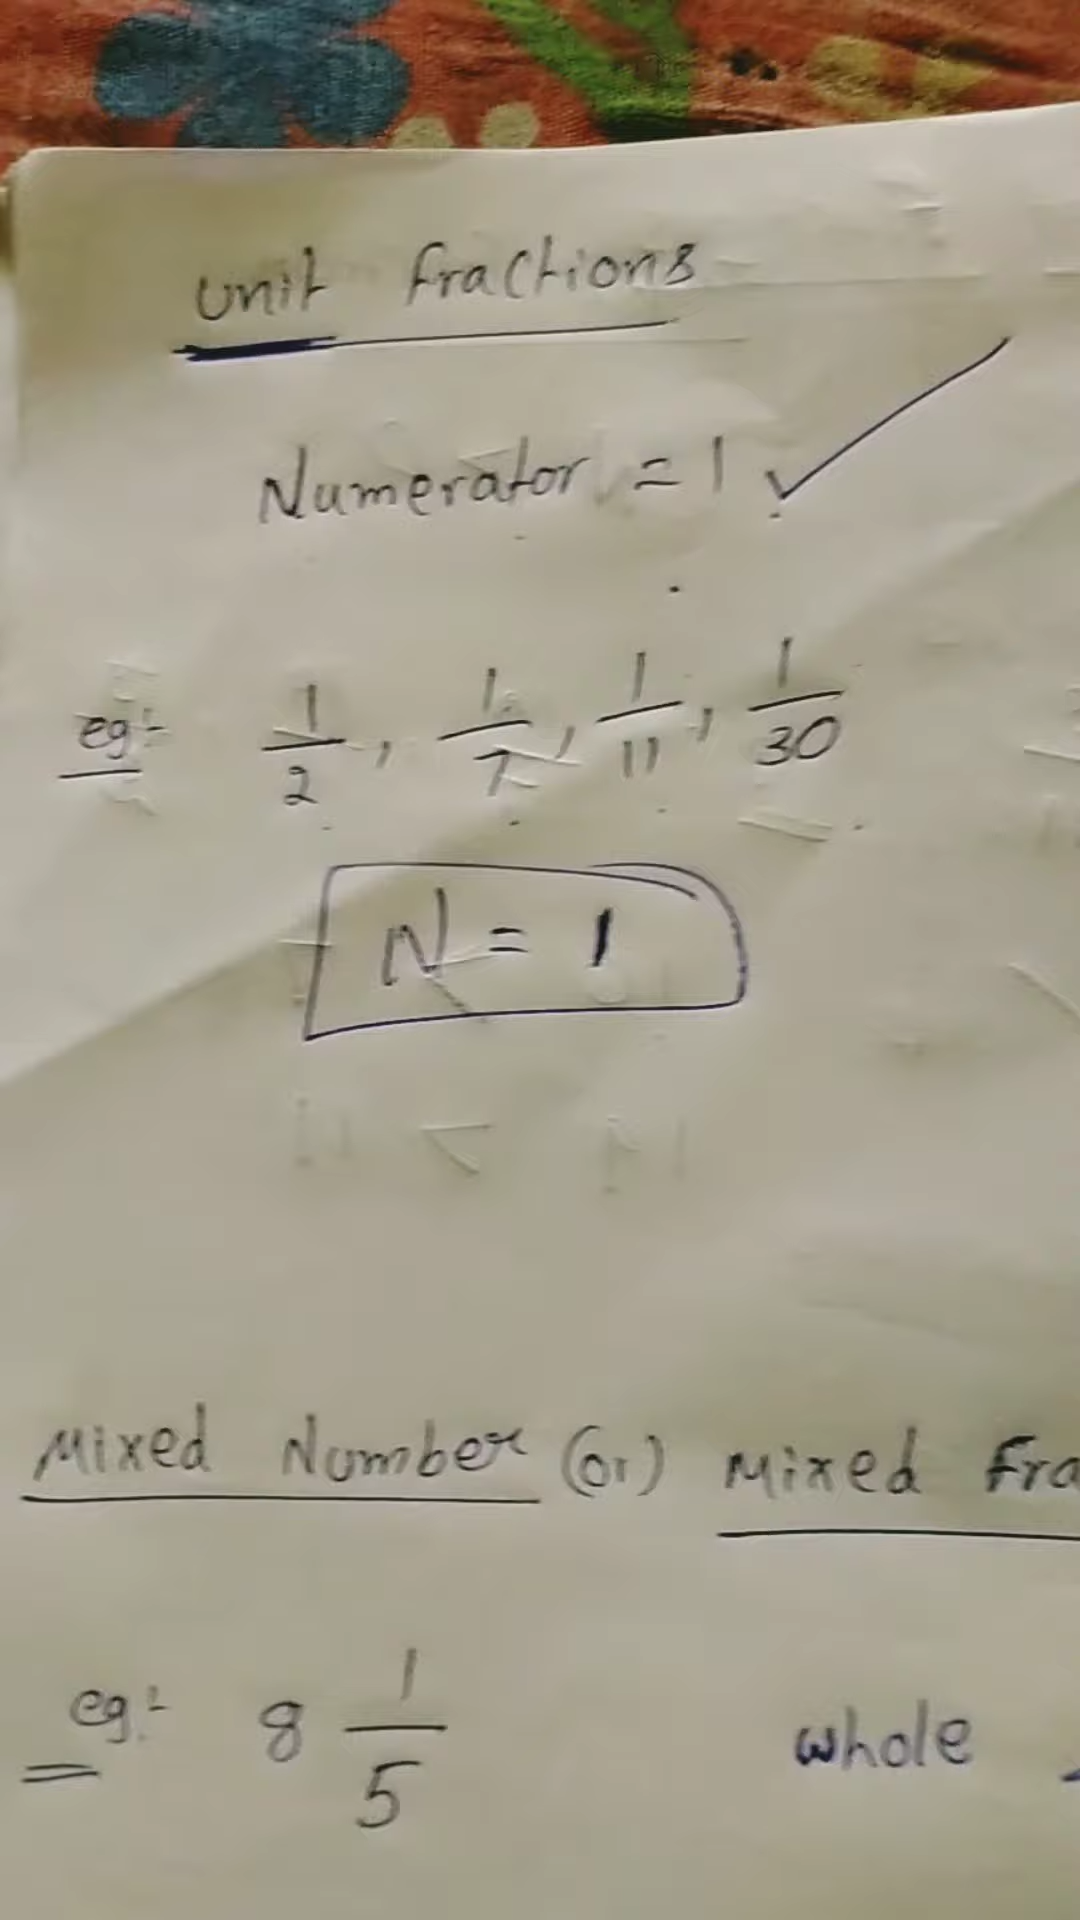 Unit Fractions
Numerator = 1 ✓
eg:- 1/2, 1/7, 1/11, 1/30
N = 1
Mixed Number (or) Mixed Fra
eg:- 8 1/5 whole